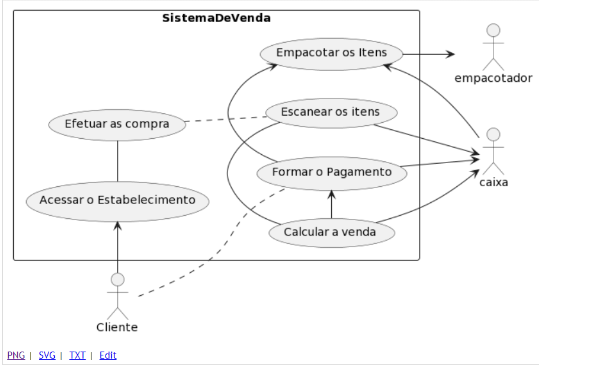 SistemaDeVenda
Empacotar os Itens
empacotador
Escanear os itens
Efetuar as compra
Formar o Pagamento
caixa
Acessar o Estabelecimento
Calcular a venda
Cliente
PNG | SVG | TXT | Edit